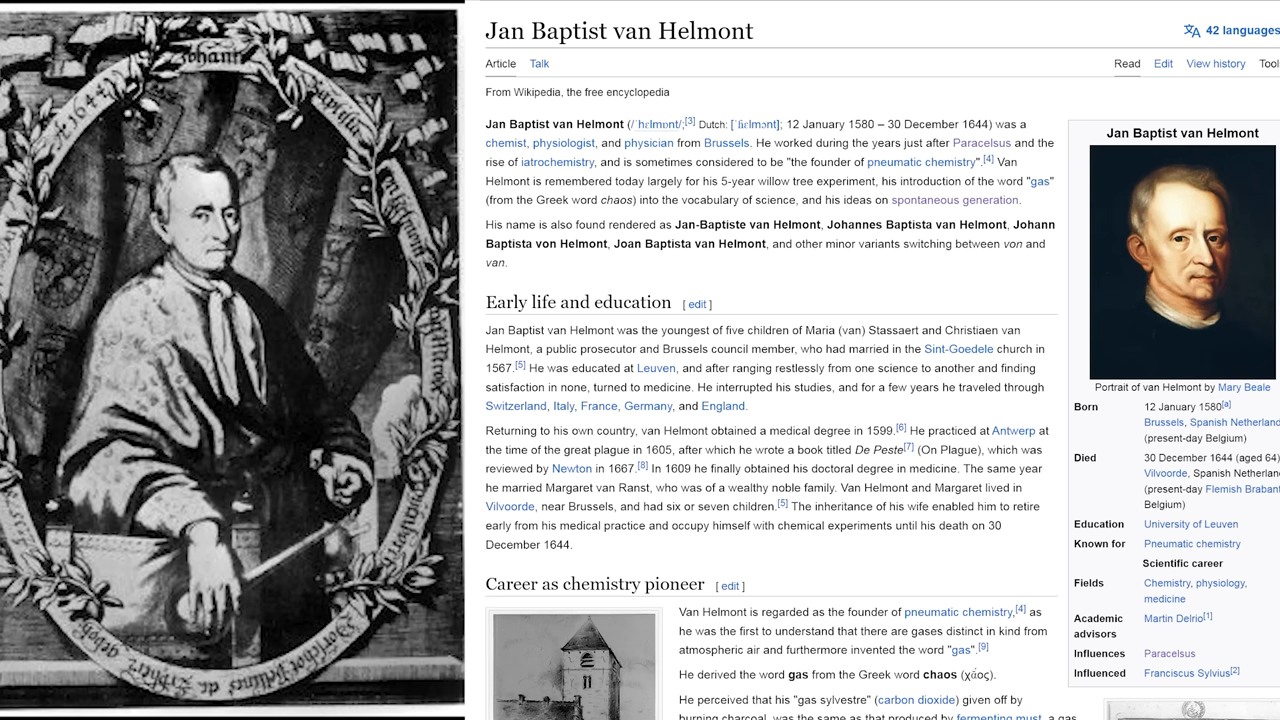 Jan Baptist van Helmont
42 languages
Article Talk
Read Edit View history Tools
From Wikipedia, the free encyclopedia
Jan Baptist van Helmont (/ˈhɛlmɒnt/;[3] Dutch: [ˈɦɛlmɔnt]; 12 January 1580 – 30 December 1644) was a
chemist, physiologist, and physician from Brussels. He worked during the years just after Paracelsus and the
rise of iatrochemistry, and is sometimes considered to be "the founder of pneumatic chemistry".[4] Van
Helmont is remembered today largely for his 5-year willow tree experiment, his introduction of the word "gas"
(from the Greek word chaos) into the vocabulary of science, and his ideas on spontaneous generation.
His name is also found rendered as Jan-Baptiste van Helmont, Johannes Baptista van Helmont, Johann
Baptista von Helmont, Joan Baptista van Helmont, and other minor variants switching between von and
van.
Early life and education [ edit ]
Jan Baptist van Helmont was the youngest of five children of Maria (van) Stassaert and Christiaen van
Helmont, a public prosecutor and Brussels council member, who had married in the Sint-Goedele church in
1567.[5] He was educated at Leuven, and after ranging restlessly from one science to another and finding
satisfaction in none, turned to medicine. He interrupted his studies, and for a few years he traveled through
Switzerland, Italy, France, Germany, and England.
Returning to his own country, van Helmont obtained a medical degree in 1599.[6] He practiced at Antwerp at
the time of the great plague in 1605, after which he wrote a book titled De Peste[7] (On Plague), which was
reviewed by Newton in 1667.[8] In 1609 he finally obtained his doctoral degree in medicine. The same year
he married Margaret van Ranst, who was of a wealthy noble family. Van Helmont and Margaret lived in
Vilvoorde, near Brussels, and had six or seven children.[5] The inheritance of his wife enabled him to retire
early from his medical practice and occupy himself with chemical experiments until his death on 30
December 1644.
Career as chemistry pioneer [ edit ]
Van Helmont is regarded as the founder of pneumatic chemistry,[4] as
he was the first to understand that there are gases distinct in kind from
atmospheric air and furthermore invented the word "gas".[9]
He derived the word gas from the Greek word chaos (χᾰ́ος).
He perceived that his "gas sylvestre" (carbon dioxide) given off by
burning charcoal, was the same as that produced by fermenting must, a gas
Jan Baptist van Helmont
Portrait of van Helmont by Mary Beale
Born 12 January 1580[a]
Brussels, Spanish Netherland
(present-day Belgium)
Died 30 December 1644 (aged 64)
Vilvoorde, Spanish Netherlan
(present-day Flemish Brabant
Belgium)
Education University of Leuven
Known for Pneumatic chemistry
Scientific career
Fields Chemistry, physiology,
medicine
Academic Martin Delrio[1]
advisors
Influences Paracelsus
Influenced Franciscus Sylvius[2]